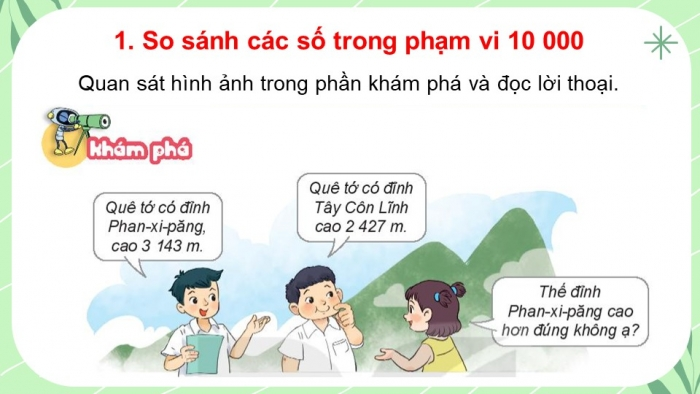 1. So sánh các số trong phạm vi 10 000
Quan sát hình ảnh trong phần khám phá và đọc lời thoại.
khám phá
Quê tớ có đỉnh
Phan-xi-păng,
cao 3 143 m.
Quê tớ có đỉnh
Tây Côn Lĩnh
cao 2 427 m.
Thế đỉnh
Phan-xi-păng cao
hơn đúng không ạ?